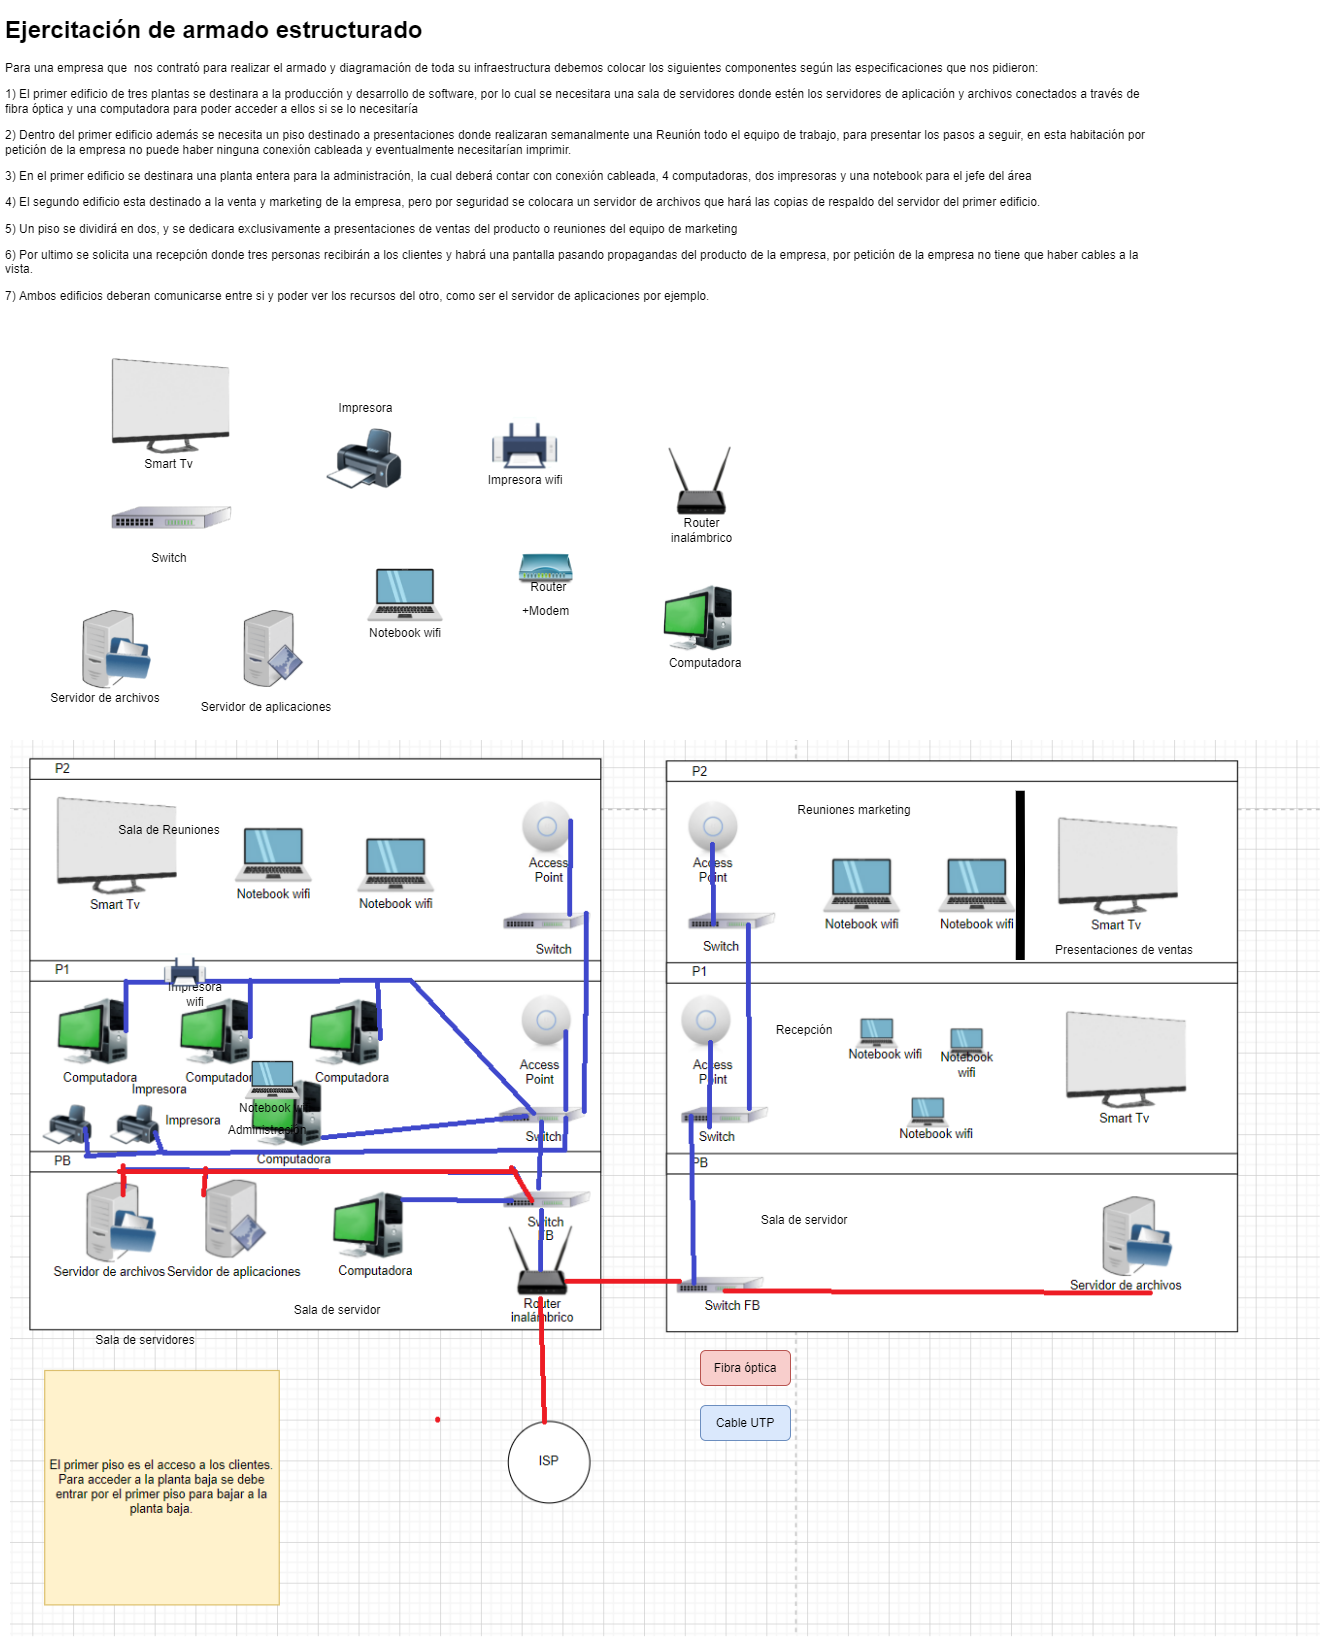 Ejercitación de armado estructurado
Para una empresa que  nos contrató para realizar el armado y diagramación de toda su infraestructura debemos colocar los siguientes componentes según las especificaciones que nos pidieron:
1) El primer edificio de tres plantas se destinara a la producción y desarrollo de software, por lo cual se necesitara una sala de servidores donde estén los servidores de aplicación y archivos conectados a través de
fibra óptica y una computadora para poder acceder a ellos si se lo necesitaría
2) Dentro del primer edificio además se necesita un piso destinado a presentaciones donde realizaran semanalmente una Reunión todo el equipo de trabajo, para presentar los pasos a seguir, en esta habitación por
petición de la empresa no puede haber ninguna conexión cableada y eventualmente necesitarían imprimir.
3) En el primer edificio se destinara una planta entera para la administración, la cual deberá contar con conexión cableada, 4 computadoras, dos impresoras y una notebook para el jefe del área
4) El segundo edificio esta destinado a la venta y marketing de la empresa, pero por seguridad se colocara un servidor de archivos que hará las copias de respaldo del servidor del primer edificio.
5) Un piso se dividirá en dos, y se dedicara exclusivamente a presentaciones de ventas del producto o reuniones del equipo de marketing
6) Por ultimo se solicita una recepción donde tres personas recibirán a los clientes y habrá una pantalla pasando propagandas del producto de la empresa, por petición de la empresa no tiene que haber cables a la
vista.
7) Ambos edificios deberan comunicarse entre si y poder ver los recursos del otro, como ser el servidor de aplicaciones por ejemplo.
Impresora
Smart Tv
Impresora wifi
Router
inalámbrico
Switch
Router
+Modem
Notebook wifi
Computadora
Servidor de archivos
Servidor de aplicaciones
P2
Sala de Reuniones
Smart Tv
Notebook wifi
Notebook wifi
Access
Point
Switch
P1
Impresora
wifi
Computadora
Computador
Computadora
Access
Point
Impresora
Impresora
Notebook wifi
Administración
Computadora
Switch
PB
Servidor de archivos
Servidor de aplicaciones
Computadora
Switch
FB
Router
inalámbrico
Sala de servidor
Sala de servidores
P2
Reuniones marketing
Access
Point
Switch
Notebook wifi
Notebook wifi
Smart Tv
Presentaciones de ventas
P1
Recepción
Access
Point
Switch
Notebook wifi
Notebook
wifi
Notebook wifi
Smart Tv
PB
Sala de servidor
Servidor de archivos
Switch FB
Fibra óptica
Cable UTP
ISP
El primer piso es el acceso a los clientes.
Para acceder a la planta baja se debe
entrar por el primer piso para bajar a la
planta baja.